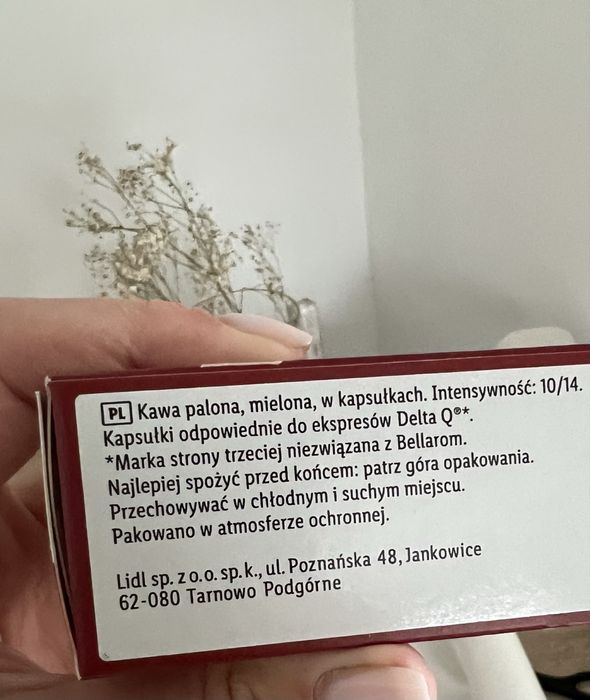 PL Kawa palona, mielona, w kapsułkach. Intensywność: 10/14.
Kapsułki odpowiednie do ekspresów Delta Q®*.
*Marka strony trzeciej niezwiązana z Bellarom.
Najlepiej spożyć przed końcem: patrz góra opakowania.
Przechowywać w chłodnym i suchym miejscu.
Pakowano w atmosferze ochronnej.
Lidl sp. z o.o. sp. k., ul. Poznańska 48, Jankowice
62-080 Tarnowo Podgórne